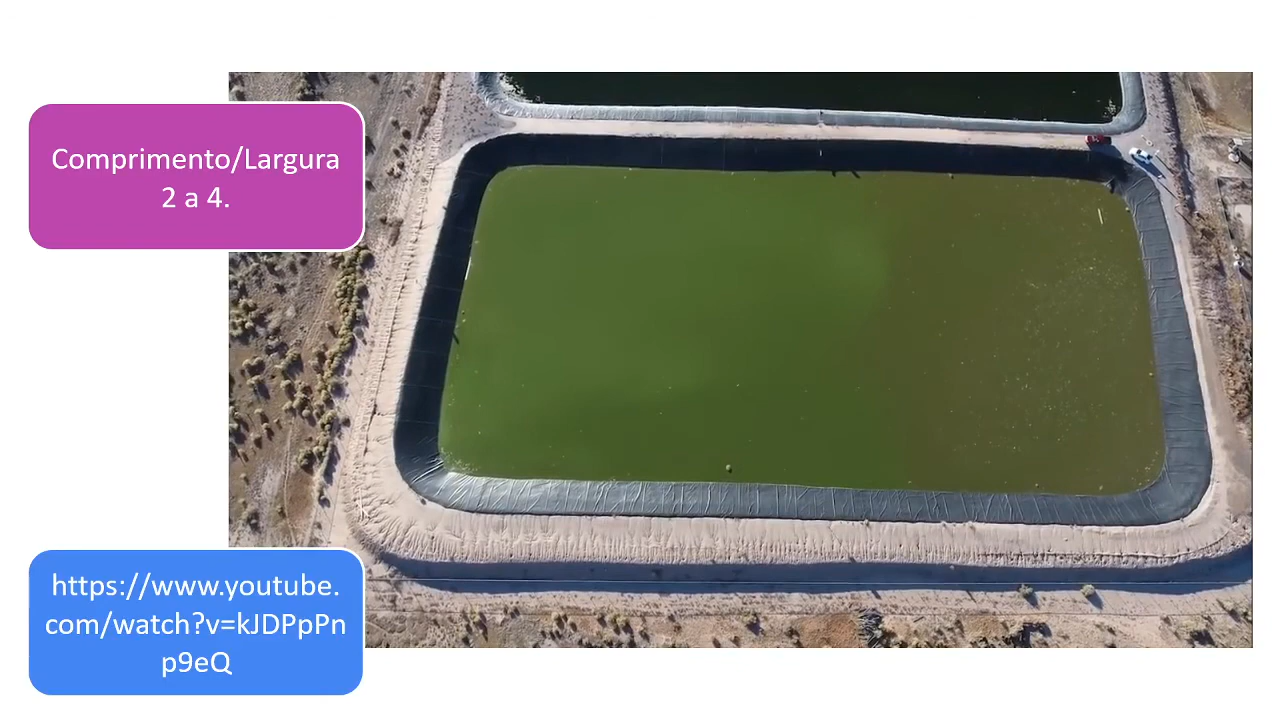 Comprimento/Largura
2 a 4.
https://www.youtube.
com/watch?v=kJDPpPn
p9eQ